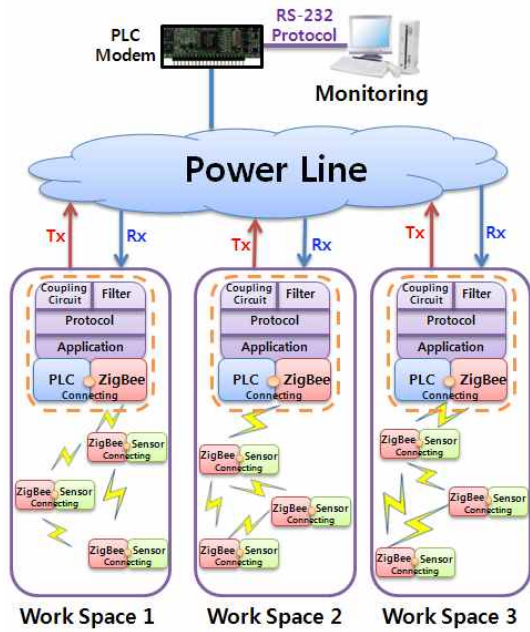 RS-232
Protocol
PLC
Modem
Monitoring
Power Line
Tx
Rx
Tx
Rx
Tx
Rx
Coupling
Circuit
Filter
Protocol
Application
PLC
ZigBee
Connecting
ZigBee
Sensor
Connecting
ZigBee
Sensor
Connecting
ZigBee
Sensor
Connecting
Work Space 1
Coupling
Circuit
Filter
Protocol
Application
PLC
ZigBee
Connecting
ZigBee
Sensor
Connecting
ZigBee
Sensor
Connecting
ZigBee
Sensor
Connecting
Work Space 2
Coupling
Circuit
Filter
Protocol
Application
PLC
ZigBee
Connecting
ZigBee
Sensor
Connecting
ZigBee
Sensor
Connecting
ZigBee
Sensor
Connecting
Work Space 3